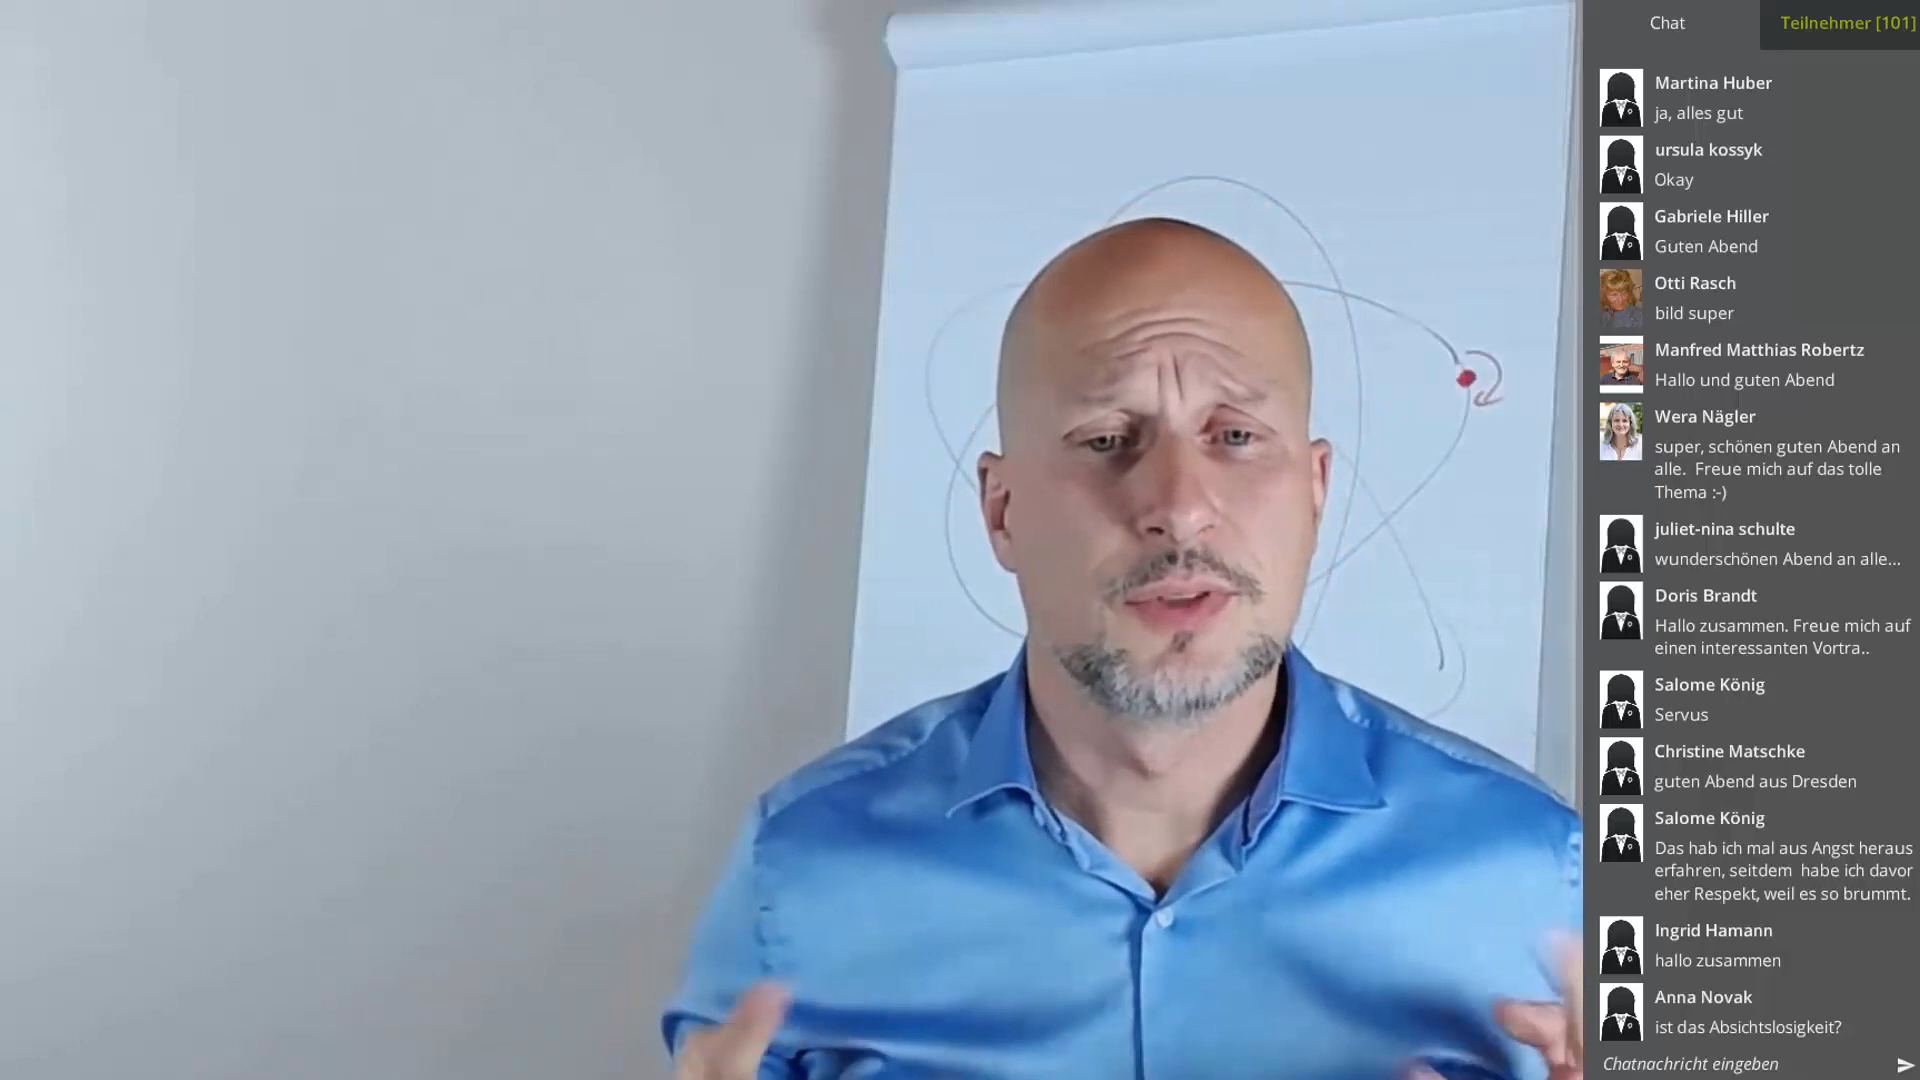 Chat
Teilnehmer [101]
Martina Huber
ja, alles gut
ursula kossyk
Okay
Gabriele Hiller
Guten Abend
Otti Rasch
bild super
Manfred Matthias Robertz
Hallo und guten Abend
Wera Nägler
super, schönen guten Abend an
alle.  Freue mich auf das tolle
Thema :-)
juliet-nina schulte
wunderschönen Abend an alle...
Doris Brandt
Hallo zusammen. Freue mich auf
einen interessanten Vortra..
Salome König
Servus
Christine Matschke
guten Abend aus Dresden
Salome König
Das hab ich mal aus Angst heraus
erfahren, seitdem  habe ich davor
eher Respekt, weil es so brummt.
Ingrid Hamann
hallo zusammen
Anna Novak
ist das Absichtslosigkeit?
Chatnachricht eingeben